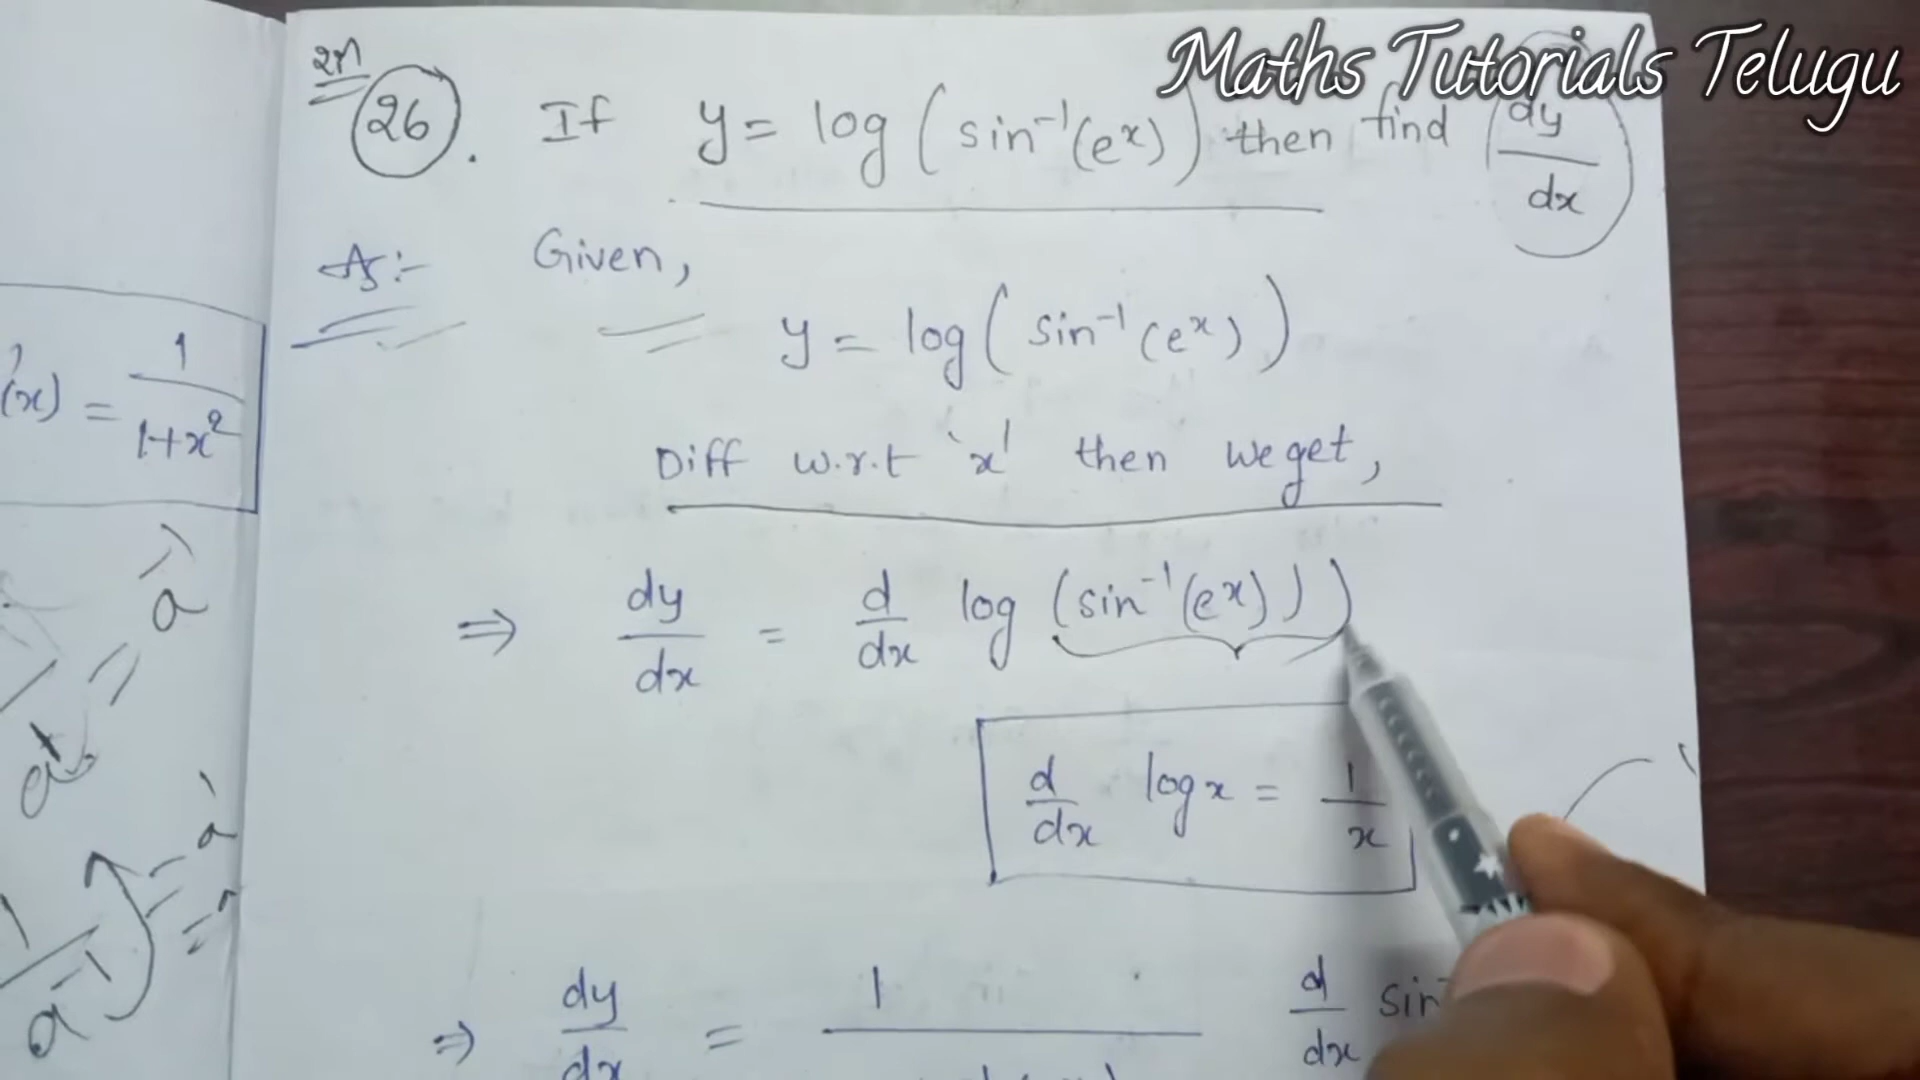 Maths Tutorials Telugu
2M
26. If y = log(sin⁻¹(eˣ)) then find dy/dx
As:- Given,
y = log(sin⁻¹(eˣ))
Diff w.r.t 'x' then we get,
⇒ dy/dx = d/dx log(sin⁻¹(eˣ)))
d/dx log x = 1/x
⇒ dy/dx = 1 d/dx sin⁻
(x) = 1/1+x²